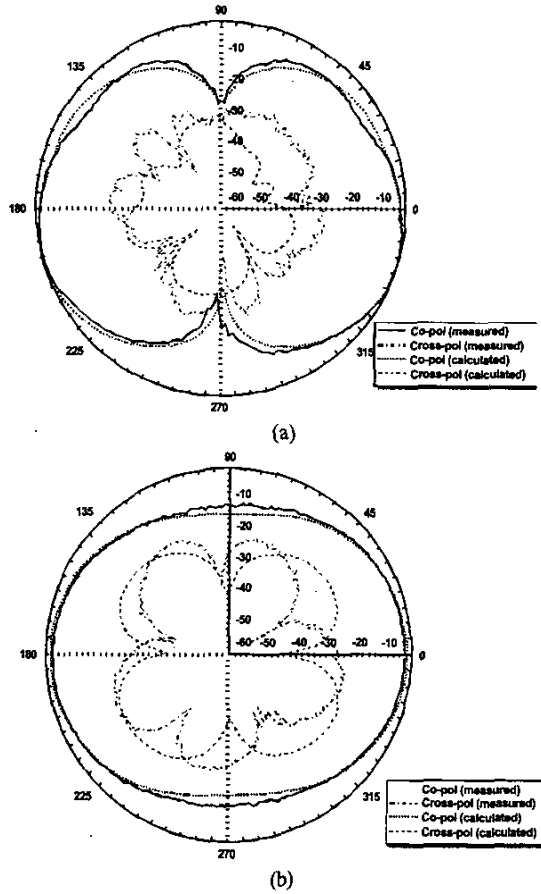 90
135
45
-10
-20
-30
-40
-50
180
-60 -50 -40 -30 -20 -10
0
225
315
270
Co-pol (measured)
Cross-pol (measured)
Co-pol (calculated)
Cross-pol (calculated)
(a)
90
135
45
-10
-20
-30
-40
-50
180
-60 -50 -40 -30 -20 -10
0
225
315
270
Co-pol (measured)
Cross-pol (measured)
Co-pol (calculated)
Cross-pol (calculated)
(b)